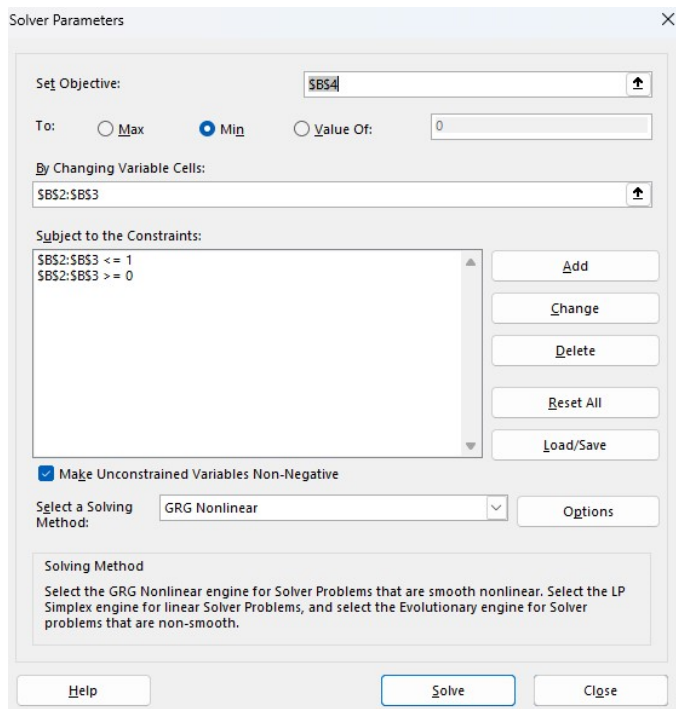 Solver Parameters
Set Objective: $B$4
To: Max Min Value Of: 0
By Changing Variable Cells:
$B$2:$B$3
Subject to the Constraints:
$B$2:$B$3 <= 1
$B$2:$B$3 >= 0
Add
Change
Delete
Reset All
Load/Save
Make Unconstrained Variables Non-Negative
Select a Solving
Method:
GRG Nonlinear
Options
Solving Method
Select the GRG Nonlinear engine for Solver Problems that are smooth nonlinear. Select the LP
Simplex engine for linear Solver Problems, and select the Evolutionary engine for Solver
problems that are non-smooth.
Help Solve Close